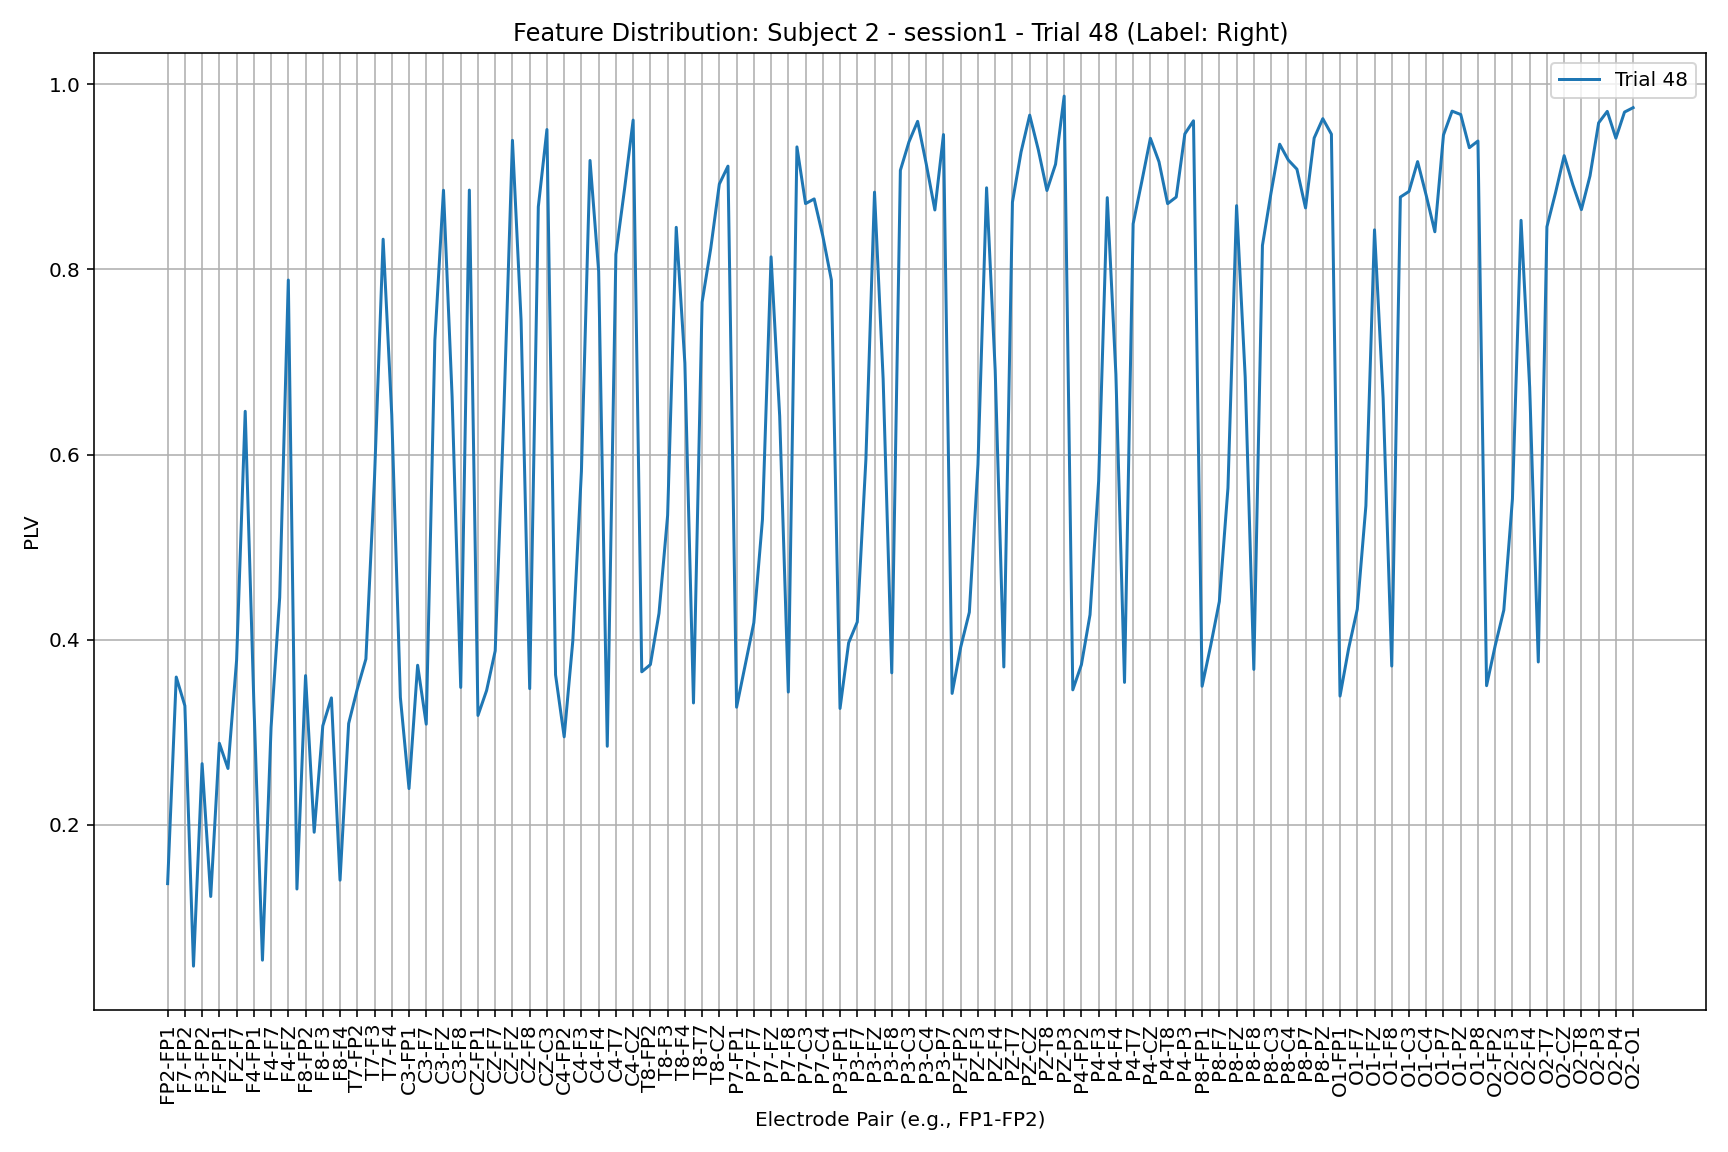 Feature Distribution: Subject 2 - session1 - Trial 48 (Label: Right)
Trial 48
PLV
1.0
0.8
0.6
0.4
0.2
FP2-FP1
F7-FP2
F3-FP2
FZ-FP1
FZ-F7
F4-FP1
F4-F7
F4-FZ
F8-FP2
F8-F3
F8-F4
T7-FP2
T7-F3
T7-F4
C3-FP1
C3-F7
C3-FZ
C3-F8
CZ-FP1
CZ-F7
CZ-FZ
CZ-F8
CZ-C3
C4-FP2
C4-F3
C4-F4
C4-T7
C4-CZ
T8-FP2
T8-F3
T8-F4
T8-T7
T8-CZ
P7-FP1
P7-F7
P7-FZ
P7-F8
P7-C3
P7-C4
P3-FP1
P3-F7
P3-FZ
P3-F8
P3-C3
P3-C4
P3-P7
PZ-FP2
PZ-F3
PZ-F4
PZ-T7
PZ-CZ
PZ-T8
PZ-P3
P4-FP2
P4-F3
P4-F4
P4-T7
P4-CZ
P4-T8
P4-P3
P8-FP1
P8-F7
P8-FZ
P8-F8
P8-C3
P8-C4
P8-P7
P8-PZ
O1-FP1
O1-F7
O1-FZ
O1-F8
O1-C3
O1-C4
O1-P7
O1-PZ
O1-P8
O2-FP2
O2-F3
O2-F4
O2-T7
O2-CZ
O2-T8
O2-P3
O2-P4
O2-O1
Electrode Pair (e.g., FP1-FP2)